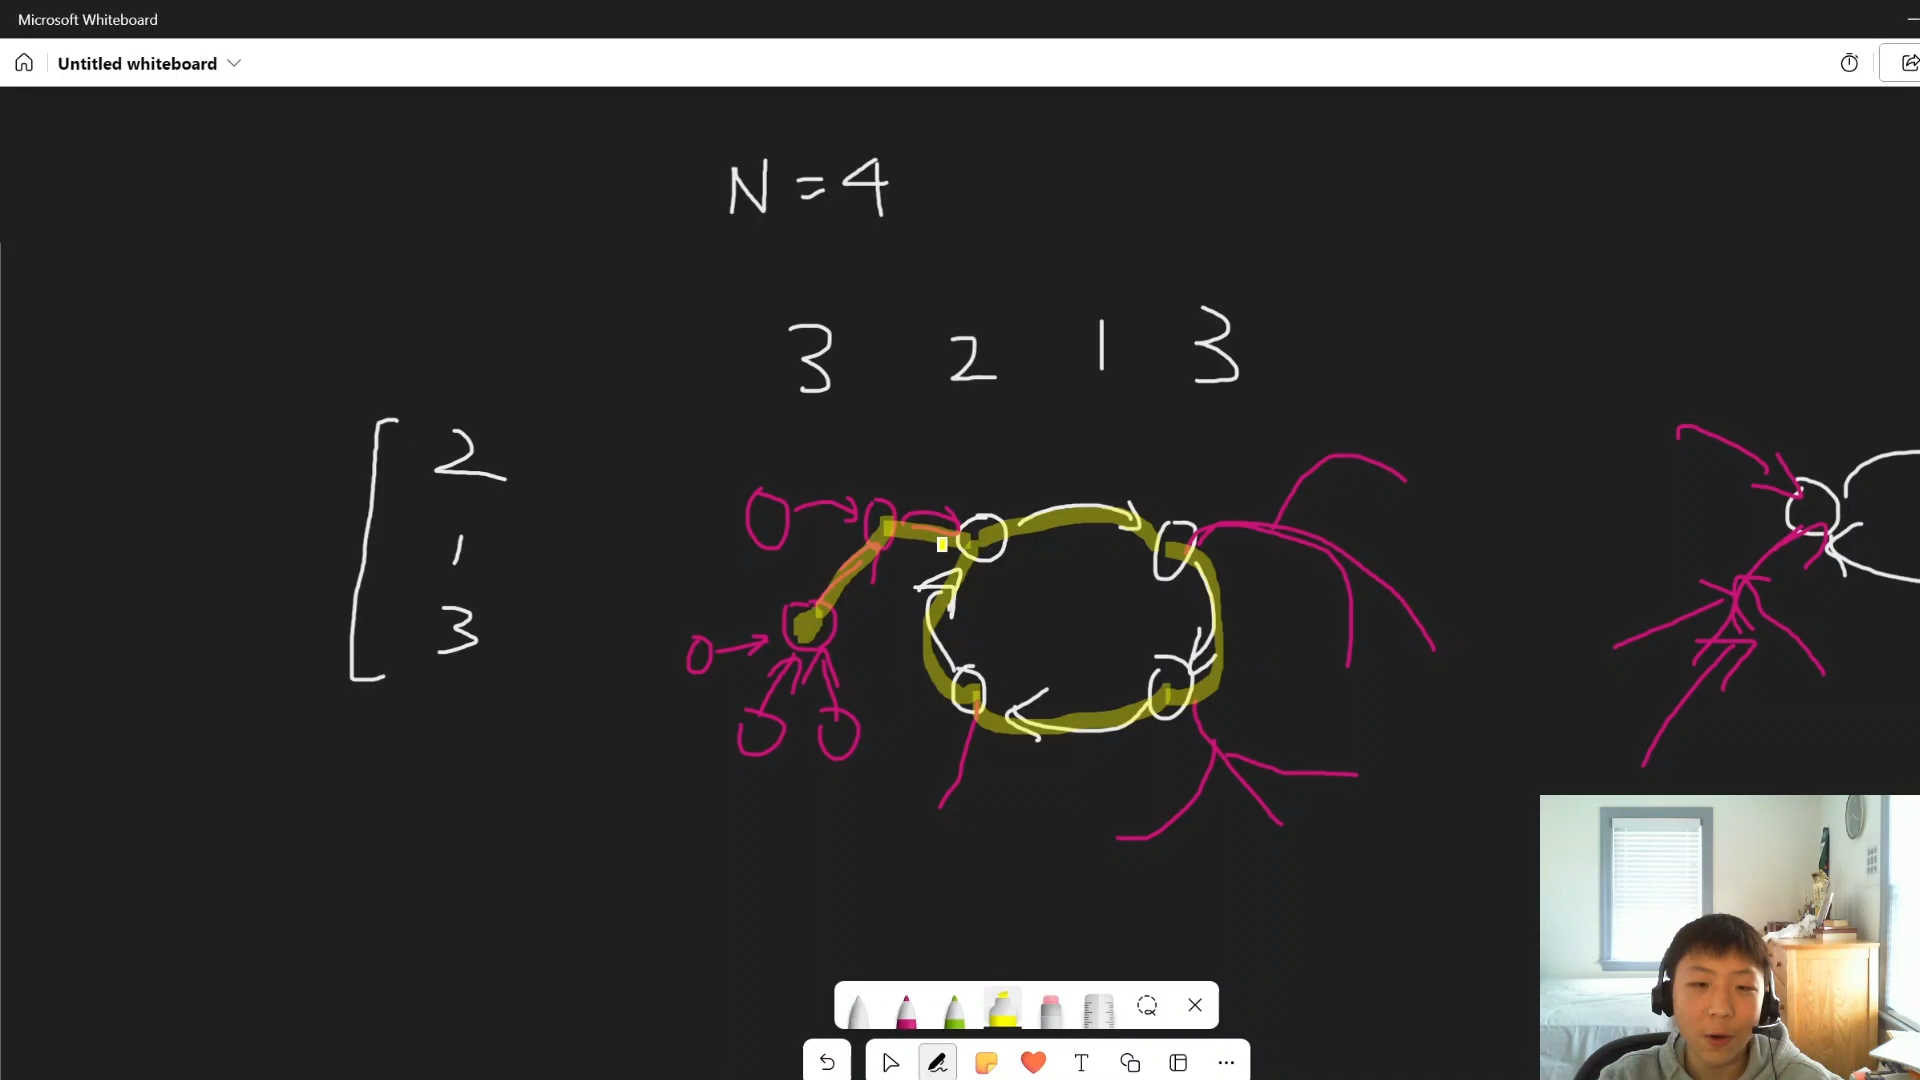 Microsoft Whiteboard
Untitled whiteboard
N = 4
3 2 1 3
2
1
3